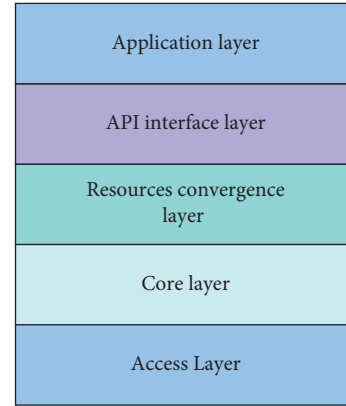 Application layer
API interface layer
Resources convergence
layer
Core layer
Access Layer